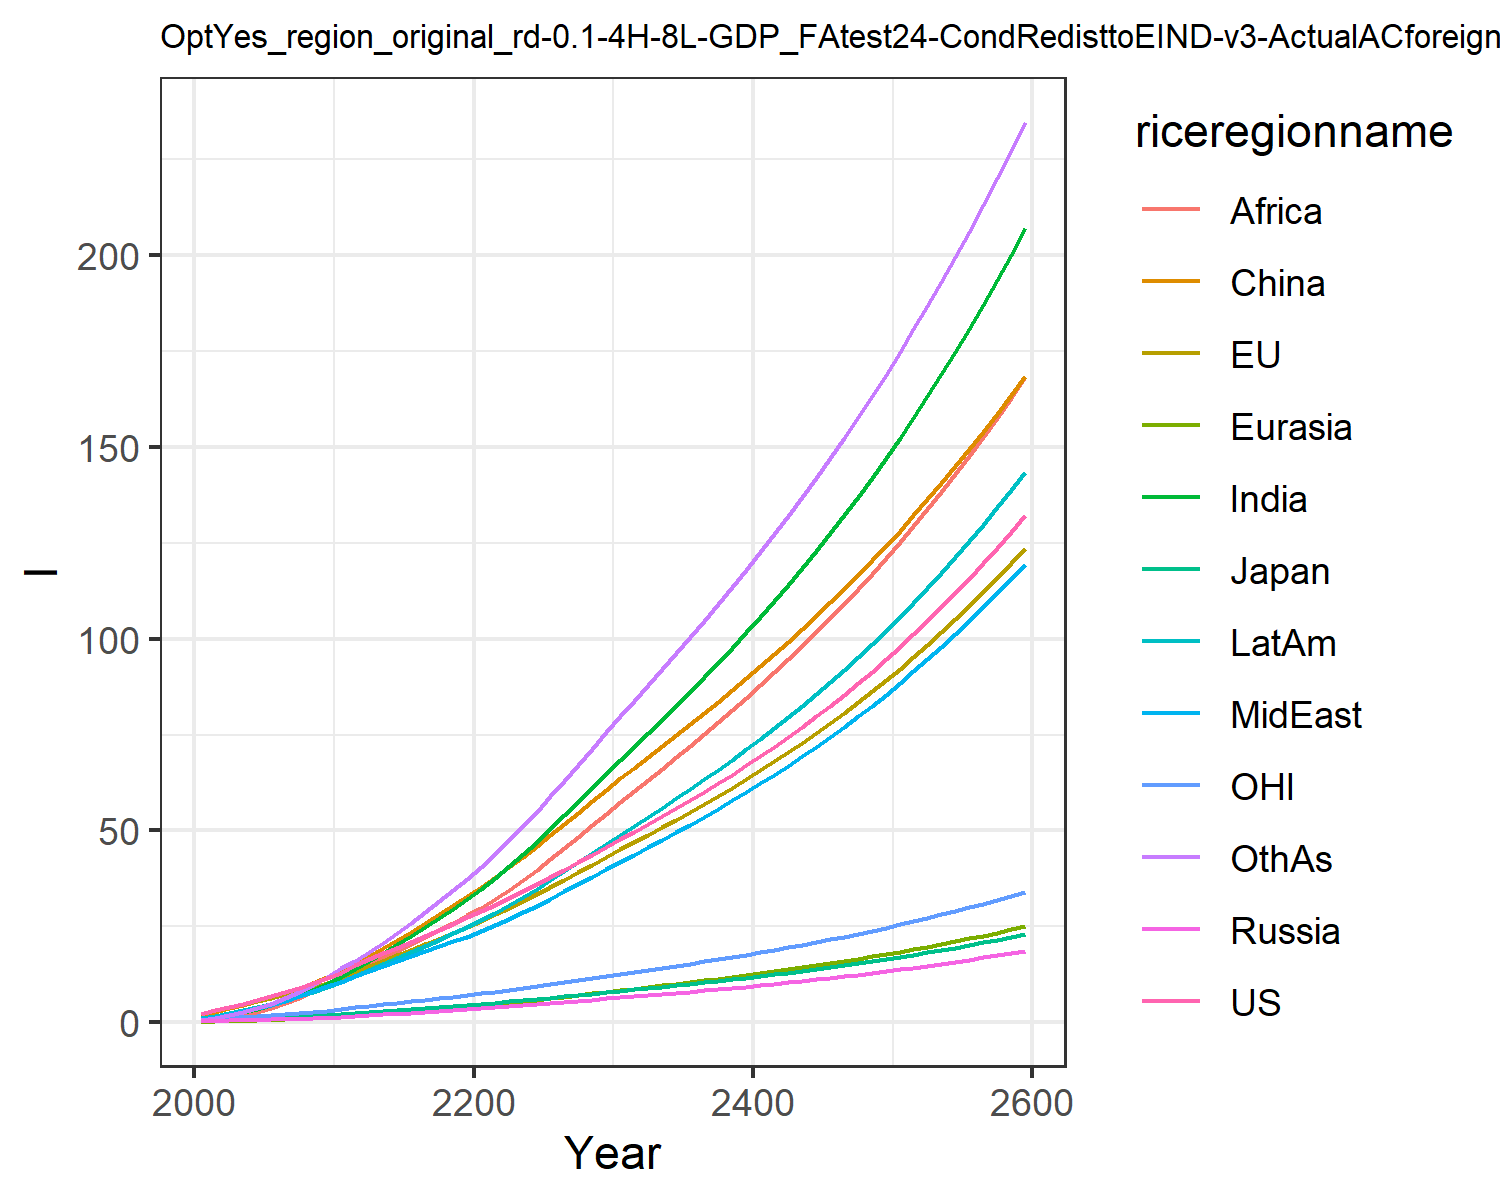 OptYes_region_original_rd-0.1-4H-8L-GDP_FAtest24-CondRedisttoEIND-v3-ActualACforeign
riceregionname
Africa
China
EU
Eurasia
India
Japan
LatAm
MidEast
OHI
OthAs
Russia
US
I
200
150
100
50
0
2000 2200 2400 2600
Year